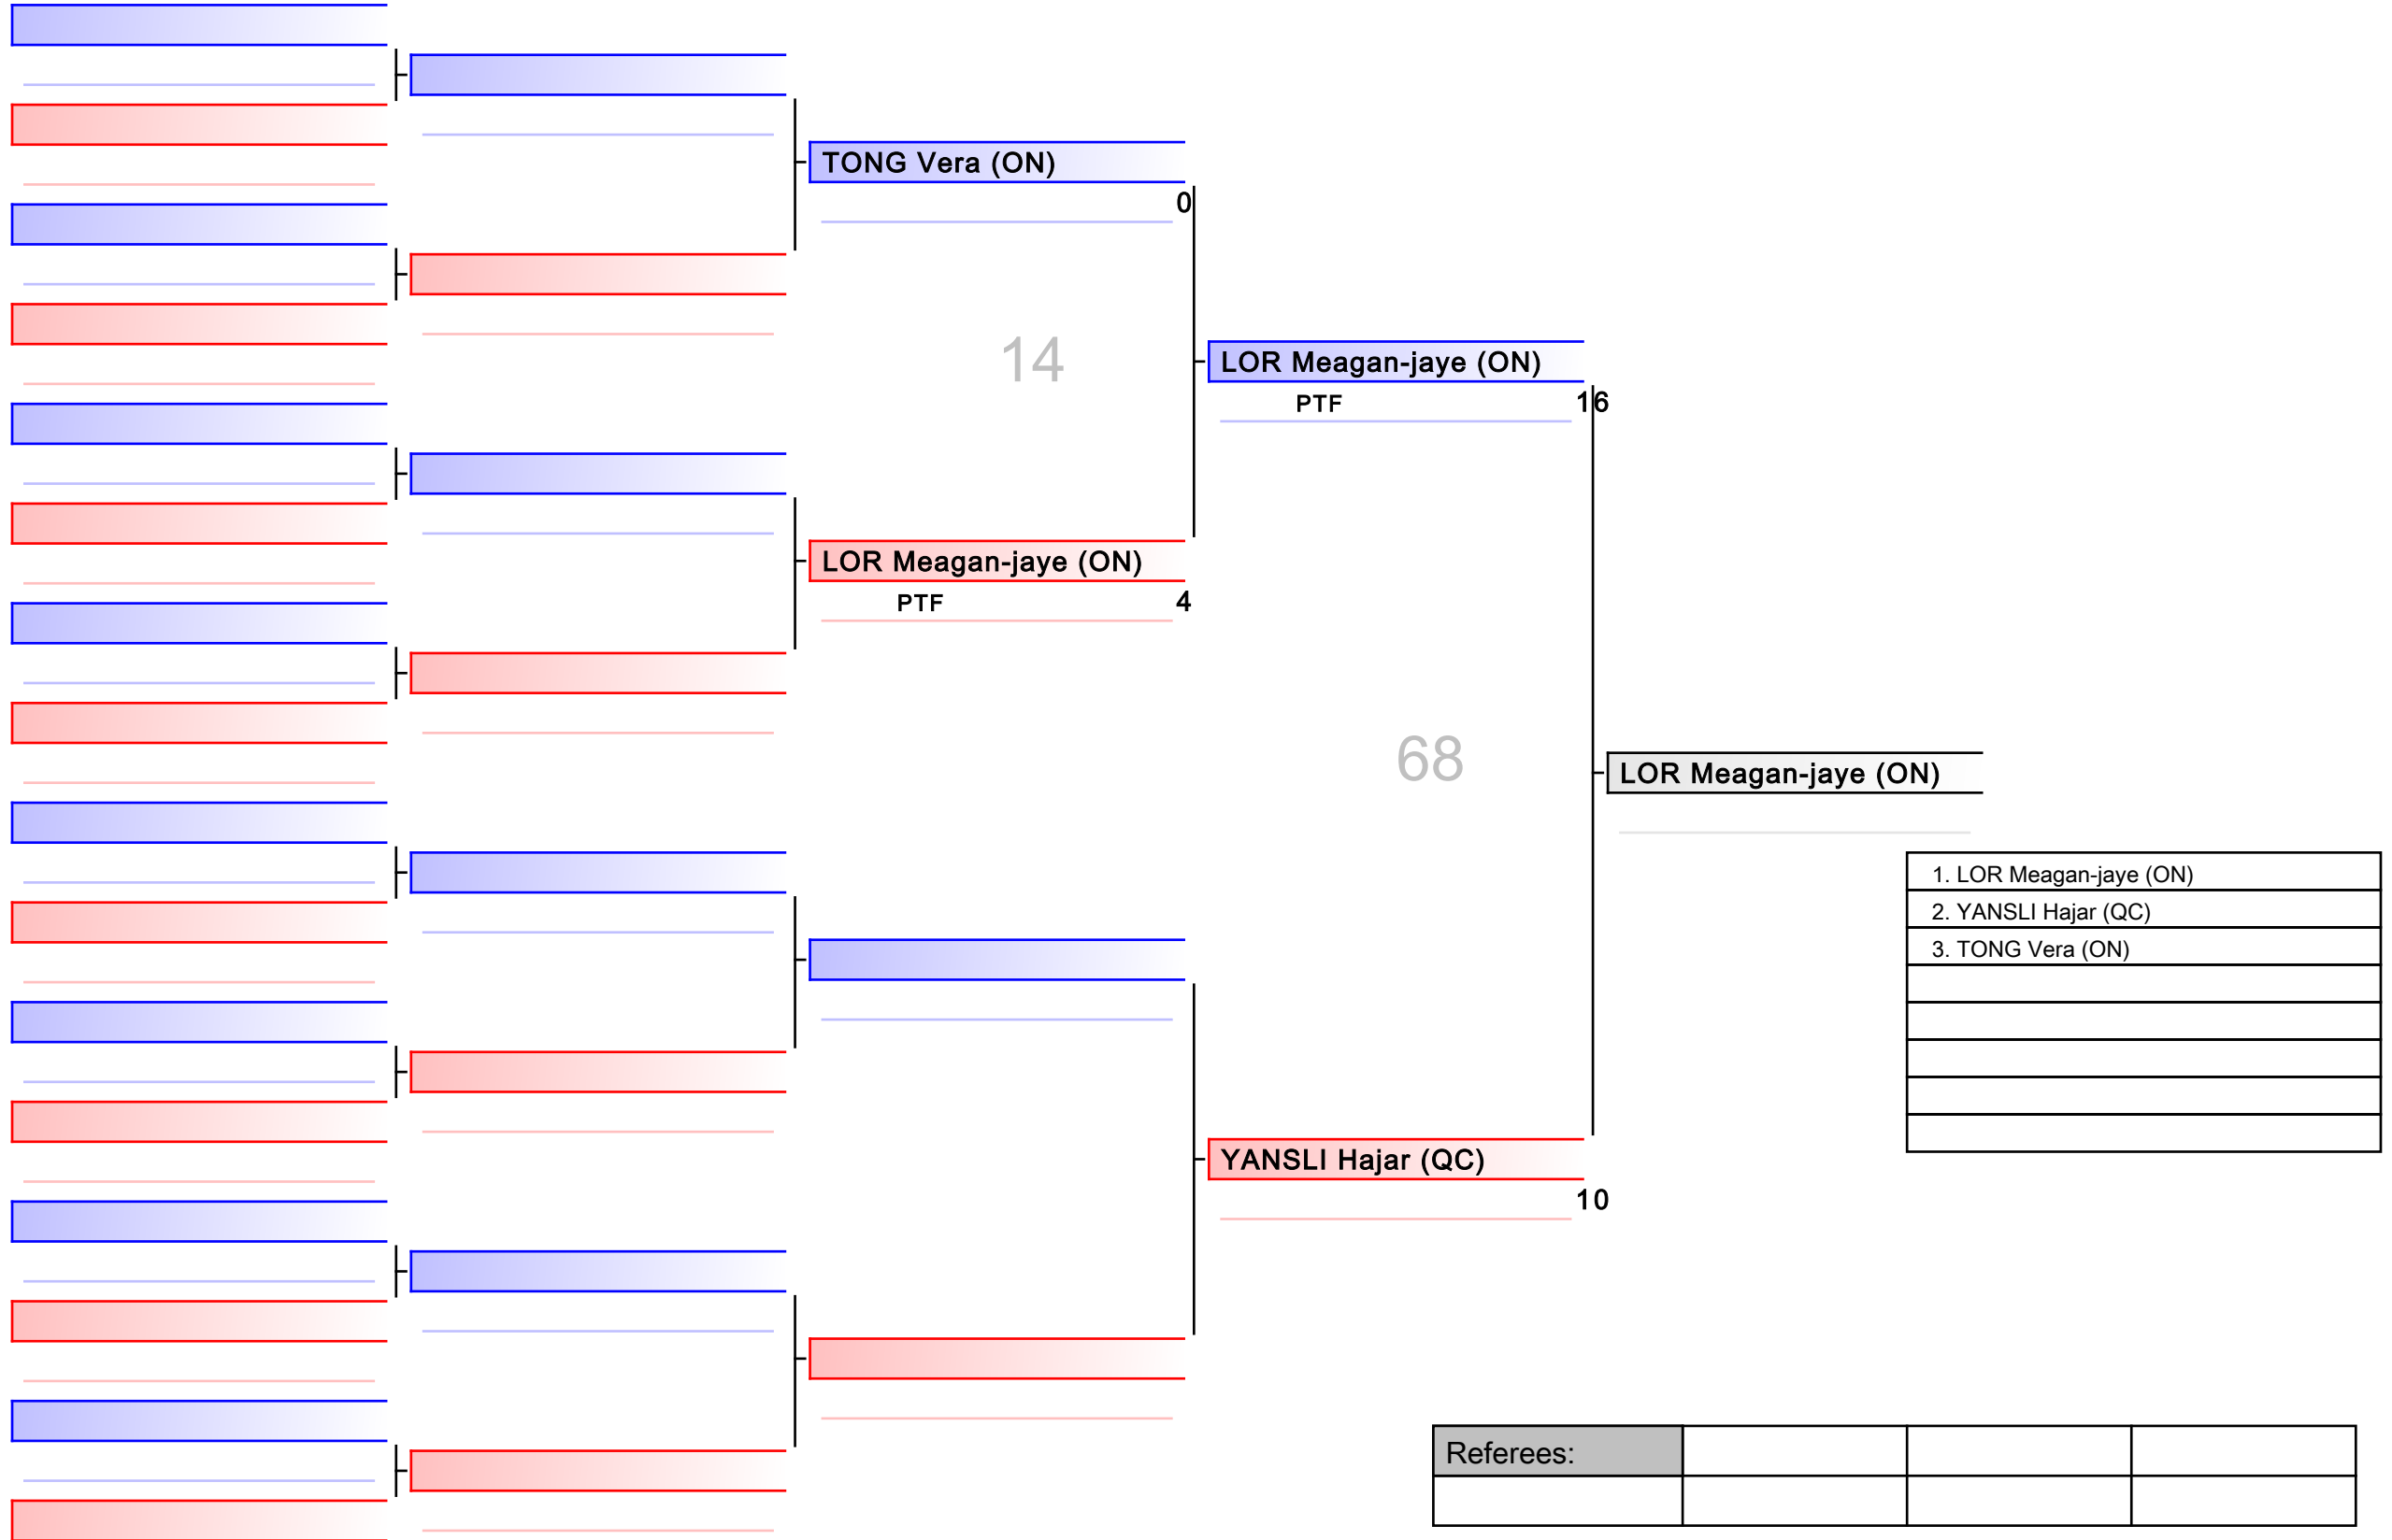 TONG Vera (ON)
0
14
LOR Meagan-jaye (ON)
PTF 16
LOR Meagan-jaye (ON)
PTF 4
68
LOR Meagan-jaye (ON)
1. LOR Meagan-jaye (ON)
2. YANSLI Hajar (QC)
3. TONG Vera (ON)
YANSLI Hajar (QC)
10
Referees: